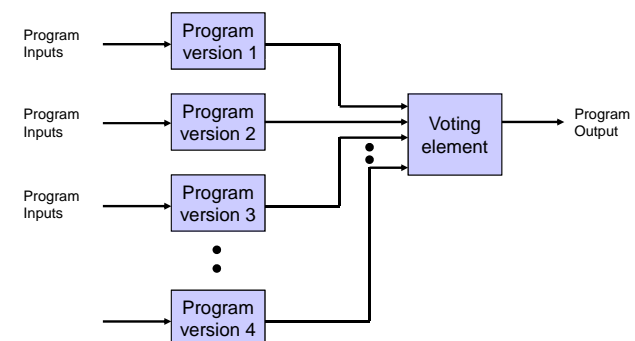 Program
Inputs
Program
version 1
Program
Inputs
Program
version 2
Voting
element
Program
Output
Program
Inputs
Program
version 3
Program
version 4